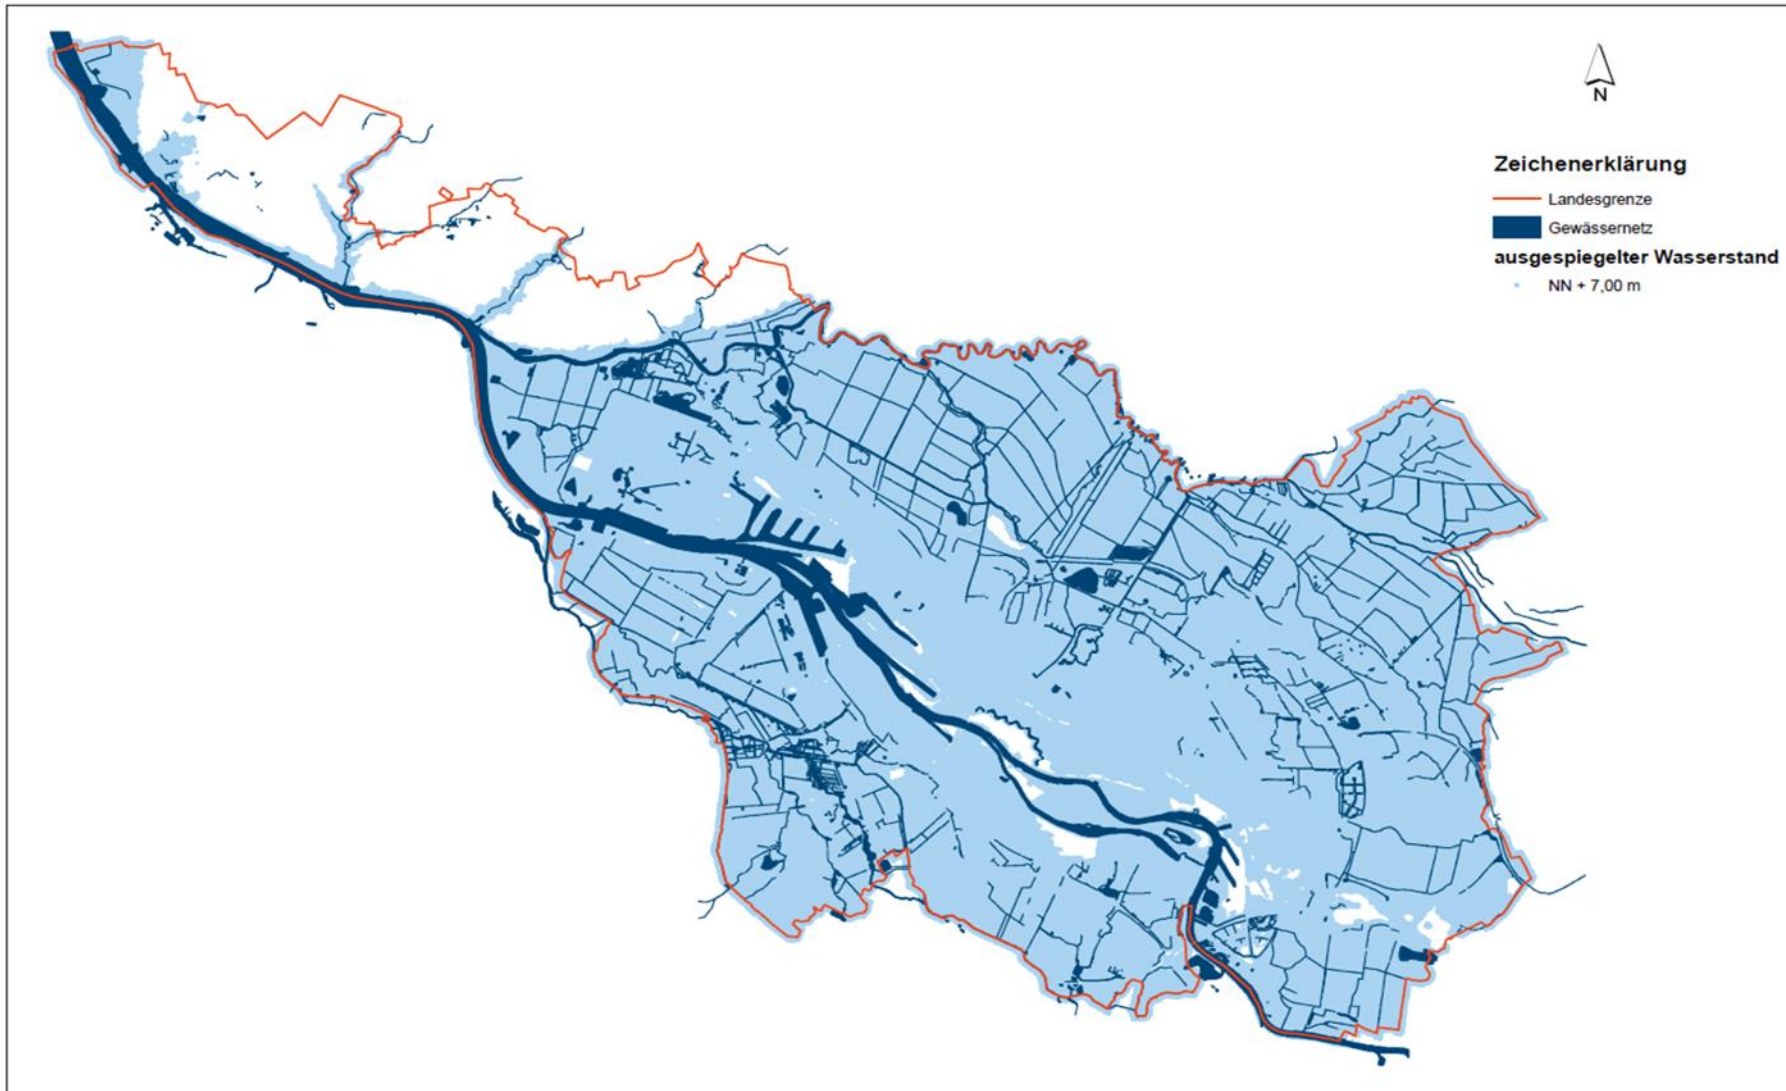 N
Zeichenerklärung
Landesgrenze
Gewässernetz
ausgespiegelter Wasserstand
NN + 7,00 m